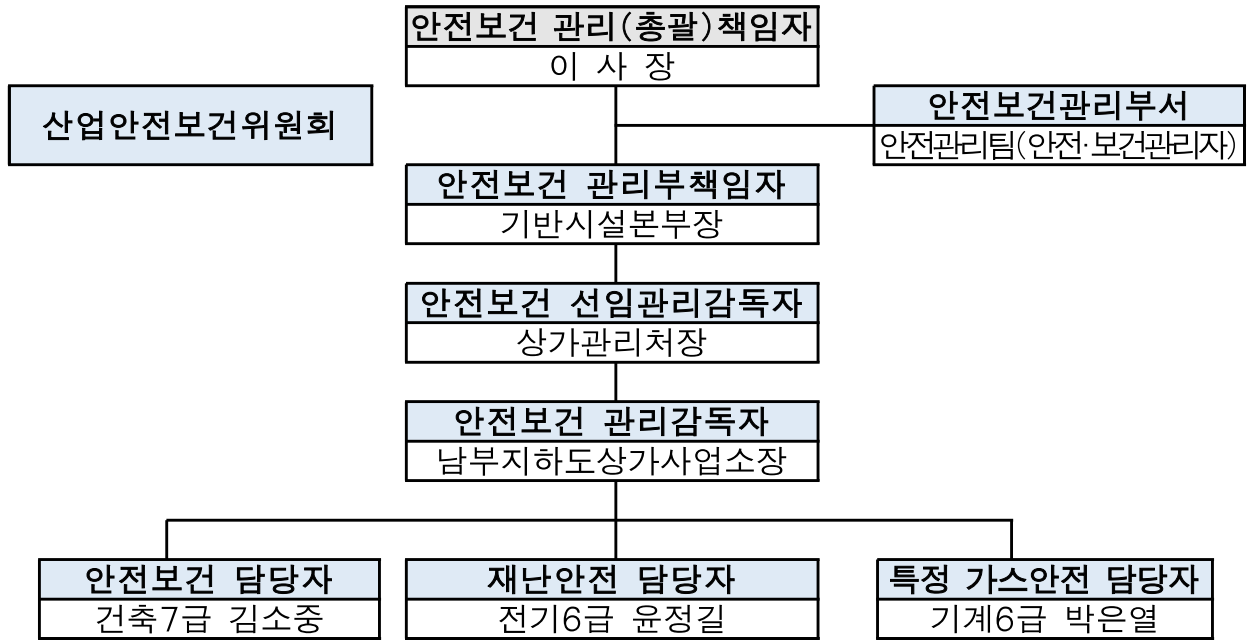 안전보건 관리(총괄)책임자
이 사 장
산업안전보건위원회
안전보건관리부서
안전관리팀(안전·보건관리자)
안전보건 관리부책임자
기반시설본부장
안전보건 선임관리감독자
상가관리처장
안전보건 관리감독자
남부지하도상가사업소장
안전보건 담당자
건축7급 김소중
재난안전 담당자
전기6급 윤정길
특정 가스안전 담당자
기계6급 박은열